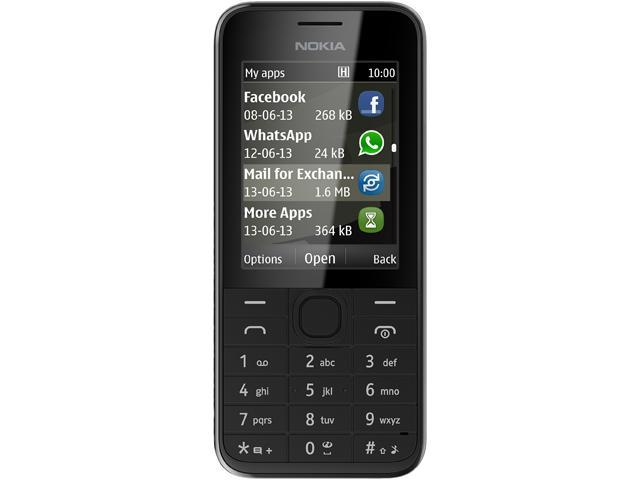 NOKIA
My apps H 10:00
Facebook
08-06-13 268 kB
WhatsApp
12-06-13 24 kB
Mail for Exchan...
13-06-13 1.6 MB
More Apps
13-06-13 364 kB
Options Open Back
1 2 abc 3 def
4 ghi 5 jkl 6 mno
7 pqrs 8 tuv 9 wxyz
* + 0 #